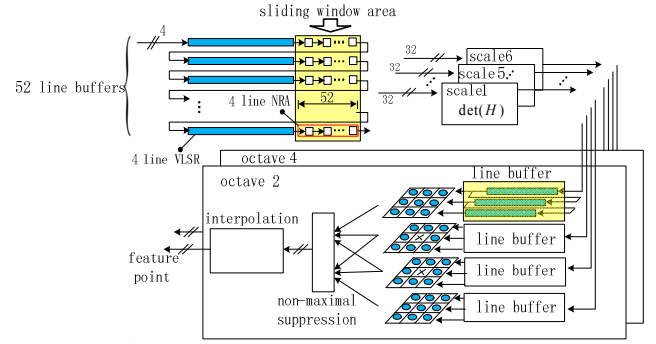 sliding window area
4
52 line buffers
4 line NRA
52
4 line VLSR
32
32
32
scale6
scale5
scale1
det(H)
octave 4
octave 2
line buffer
interpolation
line buffer
feature
point
line buffer
non-maximal
suppression
line buffer